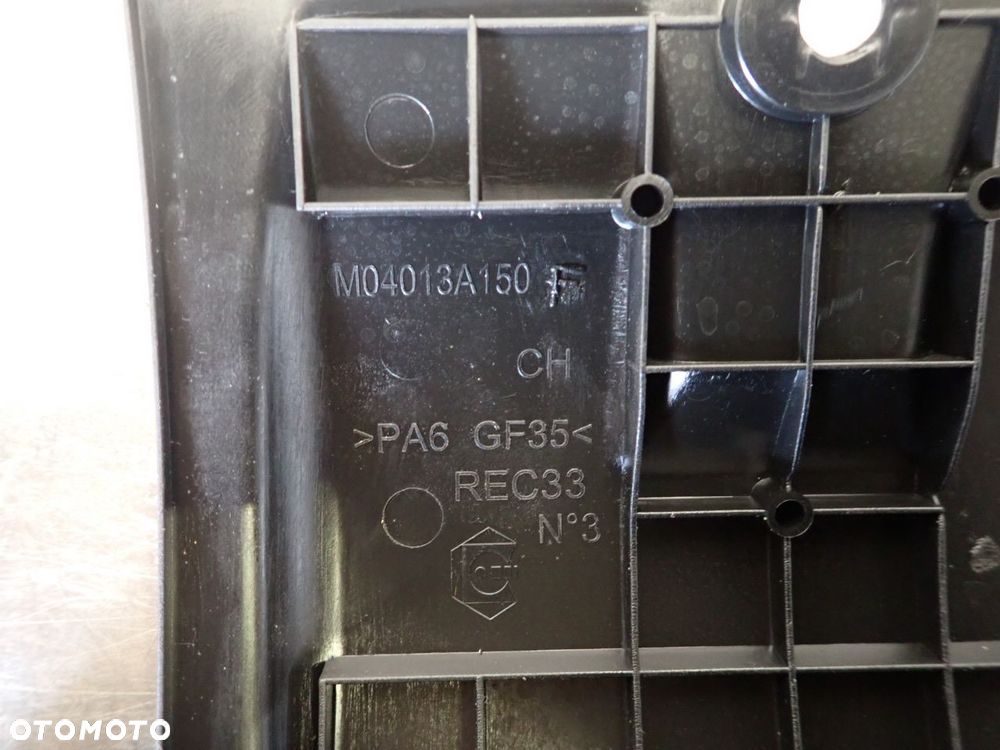 M04013A150 F
CH
>PA6 GF35<
REC33
N°3
OTOMOTO